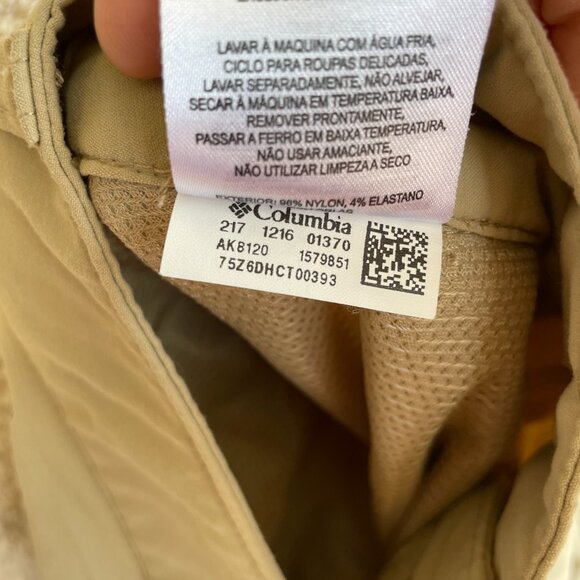 LAVAR À MAQUINA COM ÁGUA FRIA,
CICLO PARA ROUPAS DELICADAS,
LAVAR SEPARADAMENTE, NÃO ALVEJAR,
SECAR À MÁQUINA EM TEMPERATURA BAIXA,
REMOVER PRONTAMENTE,
PASSAR A FERRO EM BAIXA TEMPERATURA,
NÃO USAR AMACIANTE,
NÃO UTILIZAR LIMPEZA A SECO
EXTERIOR: 96% NYLON, 4% ELASTANO
Columbia
217 1216 01370
AK8120 1579851
75Z6DHCT00393